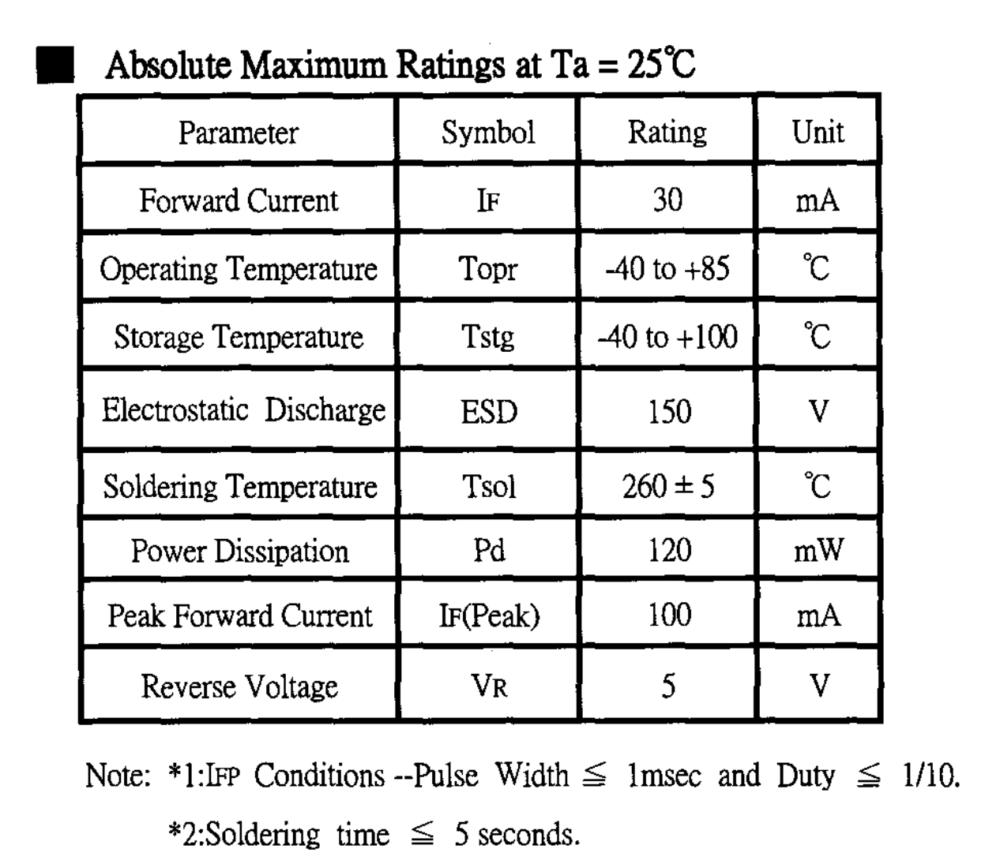 Absolute Maximum Ratings at Ta = 25℃
Parameter Symbol Rating Unit
Forward Current IF 30 mA
Operating Temperature Topr -40 to +85 ℃
Storage Temperature Tstg -40 to +100 ℃
Electrostatic Discharge ESD 150 V
Soldering Temperature Tsol 260 ± 5 ℃
Power Dissipation Pd 120 mW
Peak Forward Current IF(Peak) 100 mA
Reverse Voltage VR 5 V
Note: *1:IFP Conditions --Pulse Width ≦ 1msec and Duty ≦ 1/10.
*2:Soldering time ≦ 5 seconds.